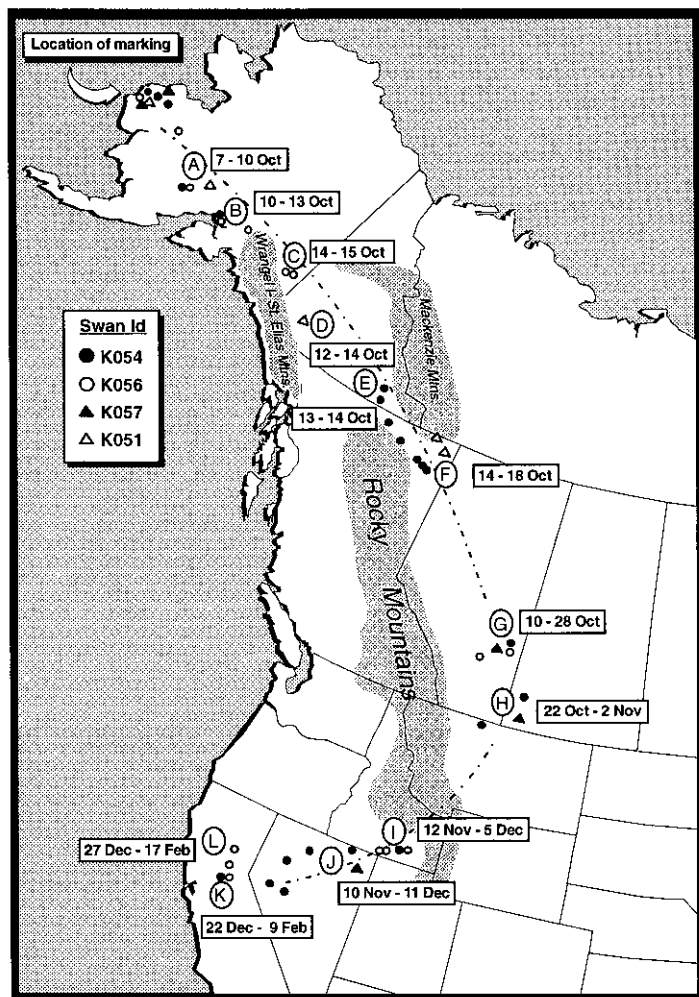 Location of marking
A
7 - 10 Oct
B
10 - 13 Oct
C
14 - 15 Oct
Wrangell-St. Elias Mtns
Mackenzie Mtns
D
Swan Id
K054
K056
K057
K051
12 - 14 Oct
E
13 - 14 Oct
F
14 - 18 Oct
Rocky
Mountains
G
10 - 28 Oct
H
22 Oct - 2 Nov
I
12 Nov - 5 Dec
L
27 Dec - 17 Feb
J
10 Nov - 11 Dec
K
22 Dec - 9 Feb